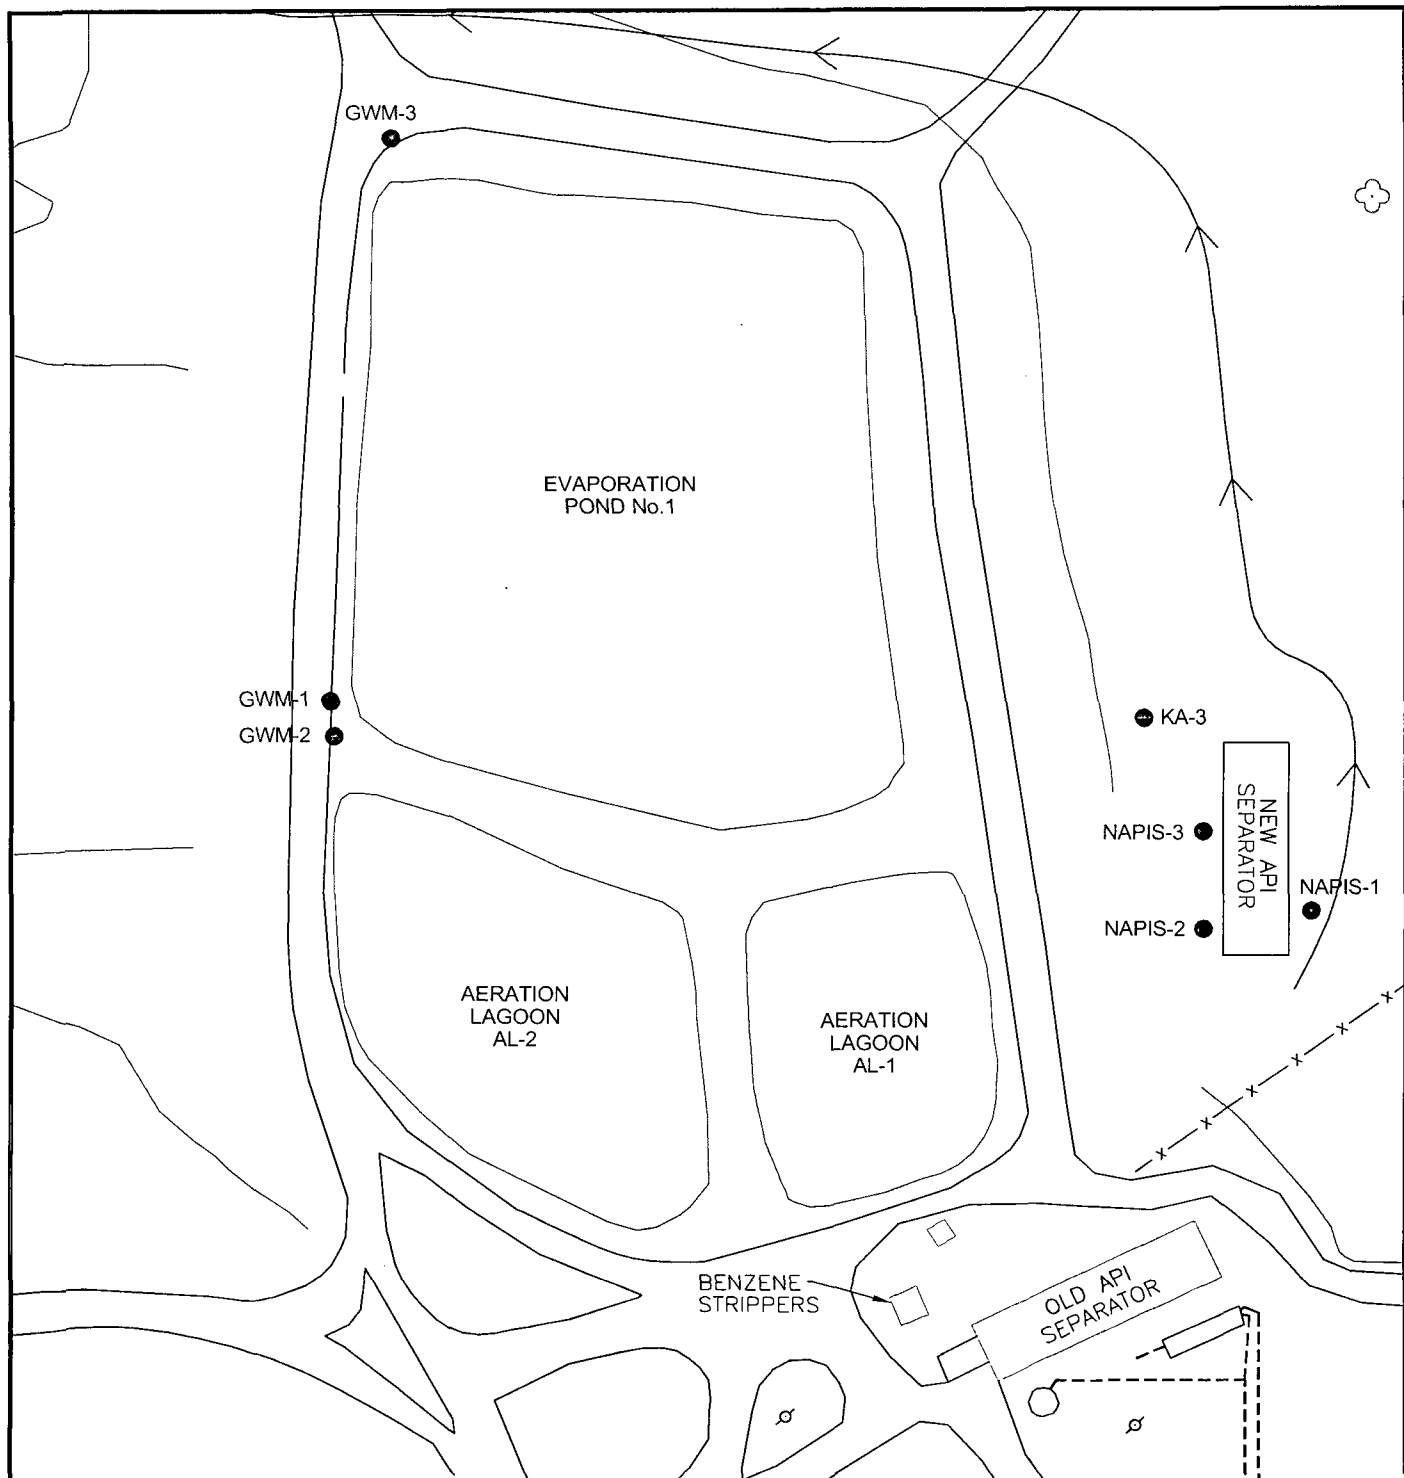 GWM-3
EVAPORATION
POND No.1
GWM-1
GWM-2
KA-3
NEW API
SEPARATOR
NAPIS-3
NAPIS-1
NAPIS-2
AERATION
LAGOON
AL-2
AERATION
LAGOON
AL-1
BENZENE
STRIPPERS
OLD API
SEPARATOR